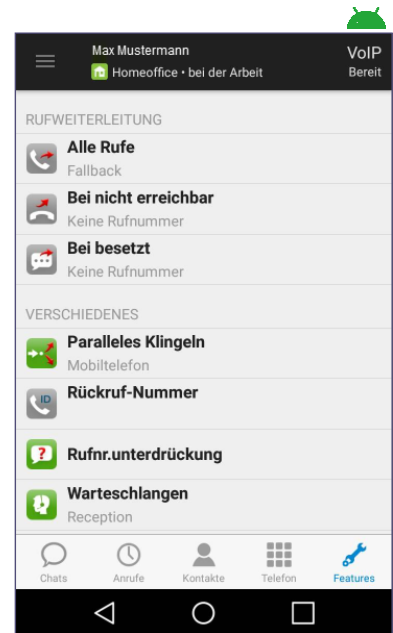 Max Mustermann
VoIP
Homeoffice • bei der Arbeit
Bereit
RUFWEITERLEITUNG
Alle Rufe
Fallback
Bei nicht erreichbar
Keine Rufnummer
Bei besetzt
Keine Rufnummer
VERSCHIEDENES
Paralleles Klingeln
Mobiltelefon
ID
Rückruf-Nummer
?
Rufnr.unterdrückung
Warteschlangen
Reception
Chats
Anrufe
Kontakte
Telefon
Features